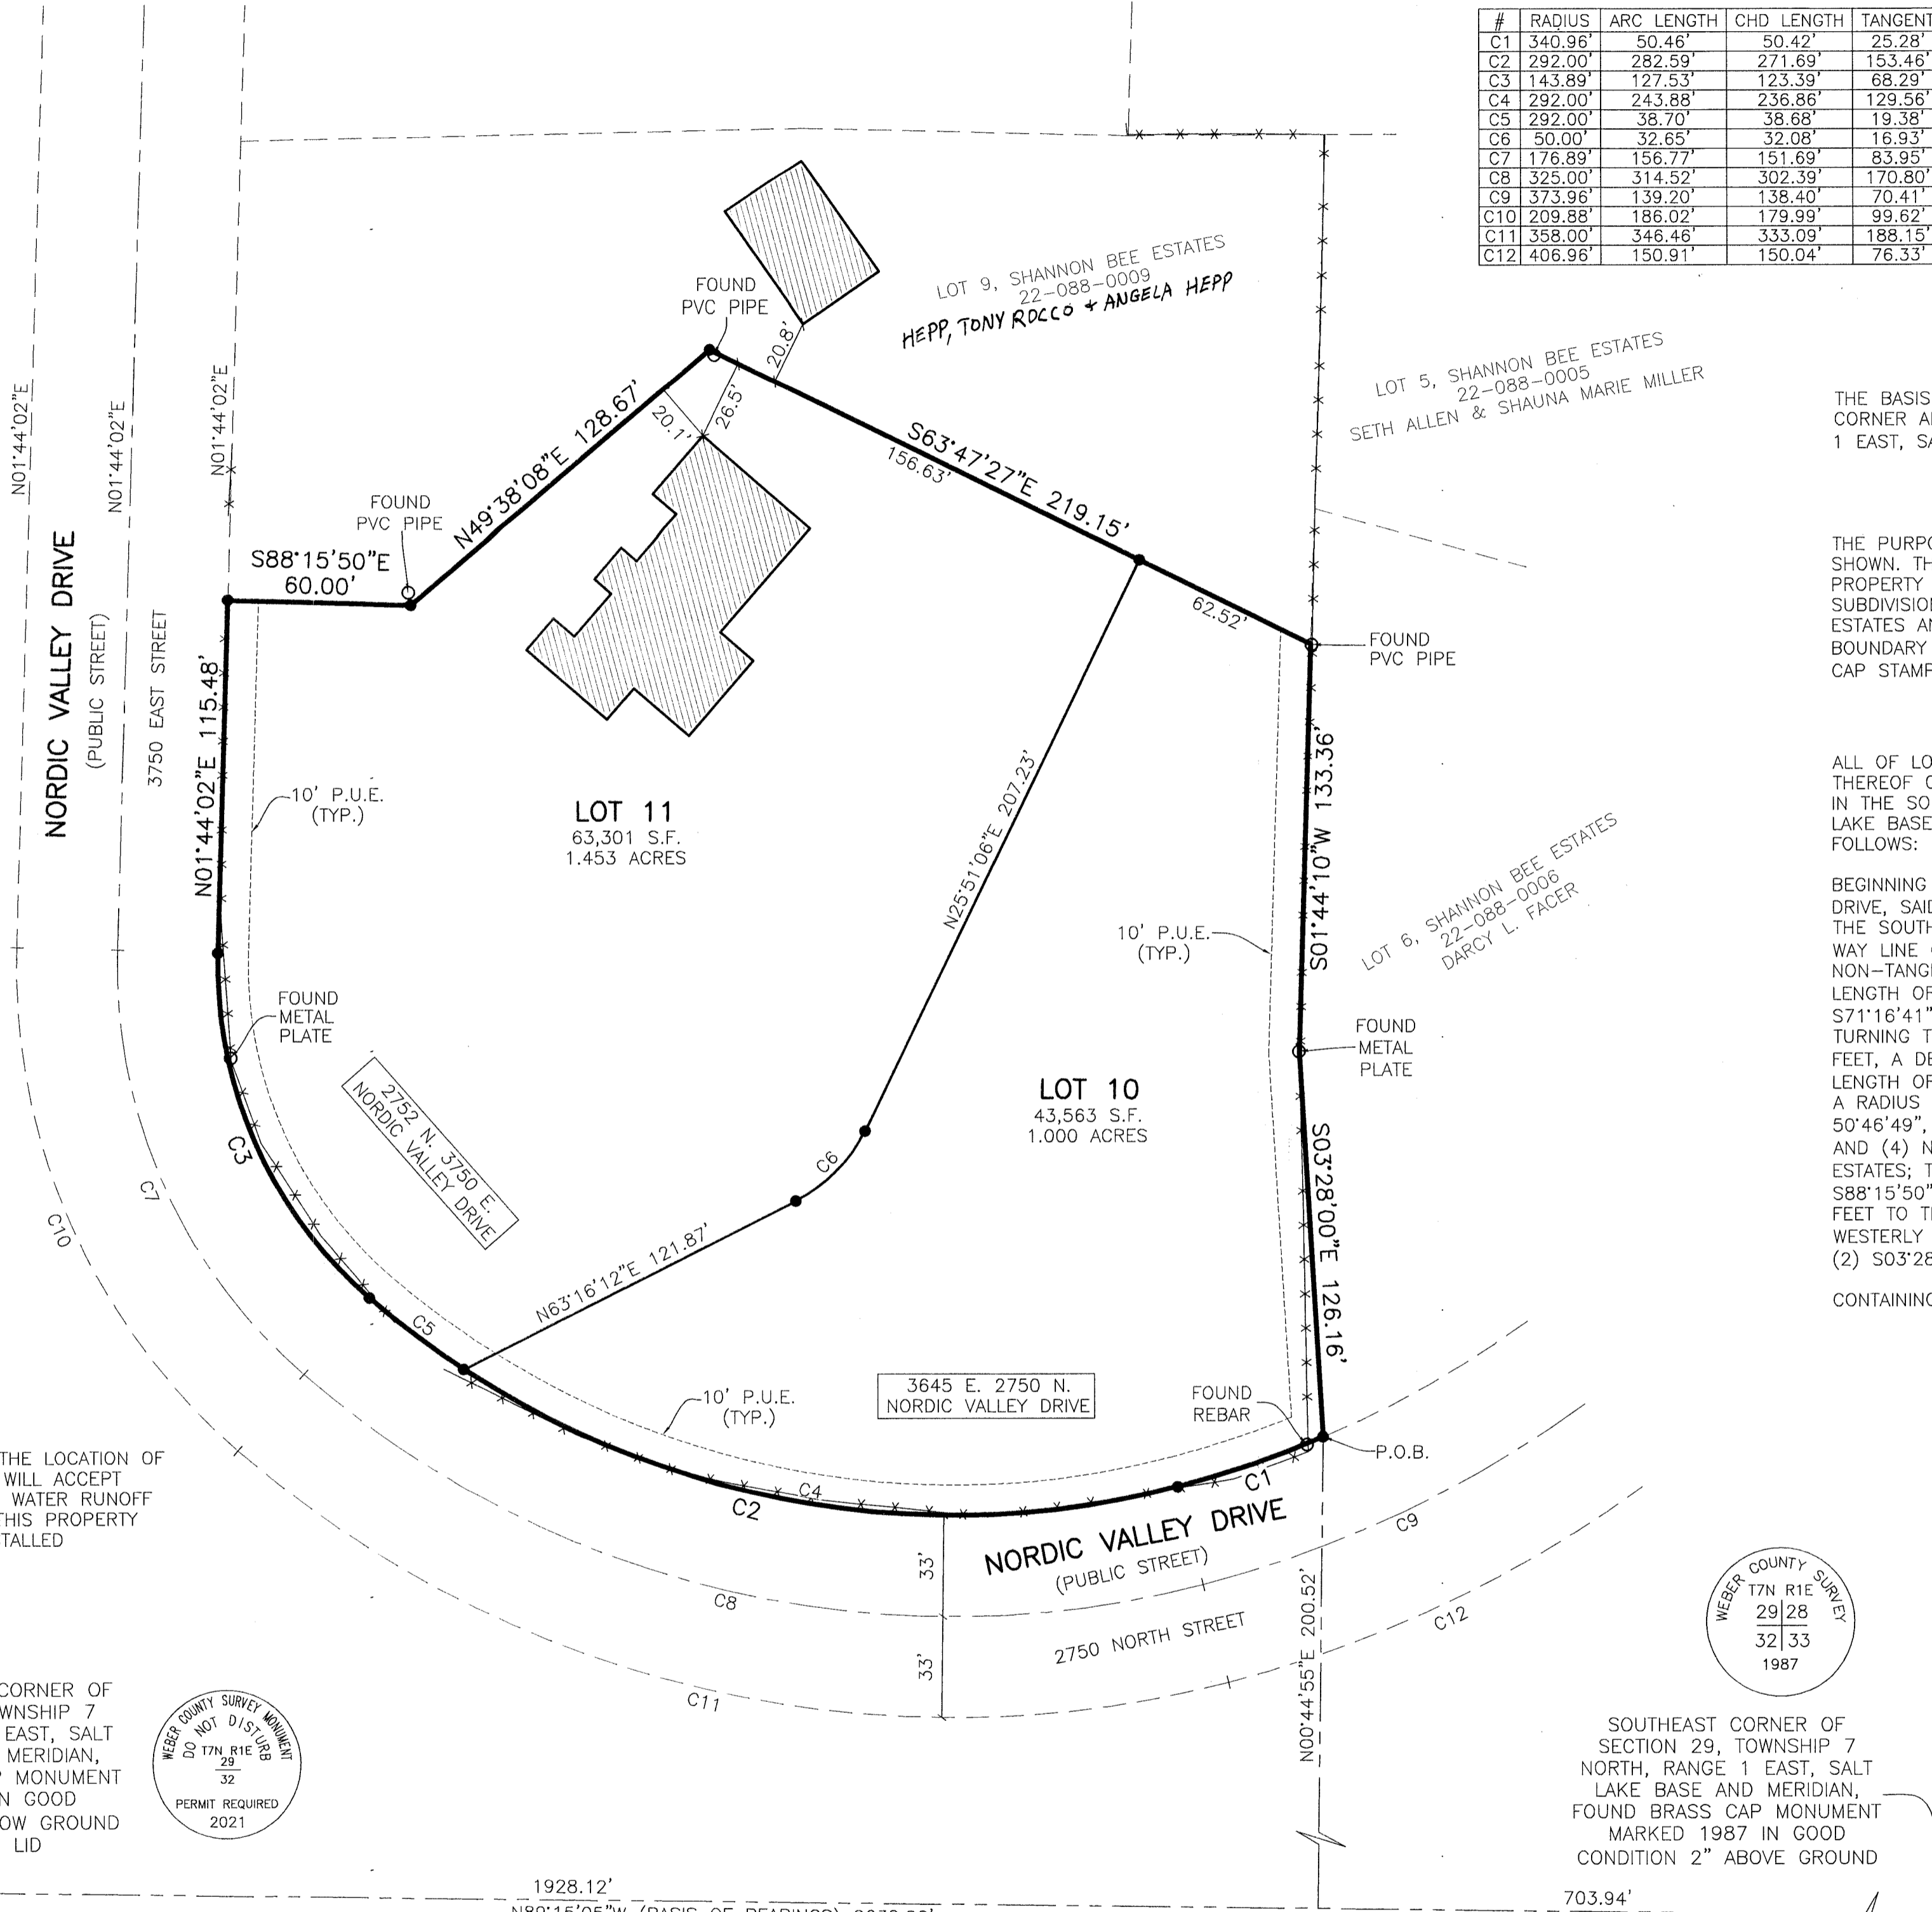 # RADIUS ARC LENGTH CHD LENGTH TANGENT
C1 340.96' 50.46' 50.42' 25.28'
C2 292.00' 282.59' 271.69' 153.46'
C3 143.89' 127.53' 123.39' 68.29'
C4 292.00' 243.88' 236.86' 129.56'
C5 292.00' 38.70' 38.68' 19.38'
C6 50.00' 32.65' 32.08' 16.93'
C7 176.89' 156.77' 151.69' 83.95'
C8 325.00' 314.52' 302.39' 170.80'
C9 373.96' 139.20' 138.40' 70.41'
C10 209.88' 186.02' 179.99' 99.62'
C11 358.00' 346.46' 333.09' 188.15'
C12 406.96' 150.91' 150.04' 76.33'
LOT 9, SHANNON BEE ESTATES
22-088-0009
HEPP, TONY ROCCO + ANGELA HEPP
FOUND
PVC PIPE
20.8'
26.5'
20.1'
LOT 5, SHANNON BEE ESTATES
22-088-0005
SETH ALLEN & SHAUNA MARIE MILLER
N01°44'02"E
N01°44'02"E
N01°44'02"E
N49°38'08"E 128.67'
S63°47'27"E 219.15'
156.63'
62.52'
FOUND
PVC PIPE
S88°15'50"E
60.00'
FOUND
PVC PIPE
NORDIC VALLEY DRIVE
(PUBLIC STREET)
3750 EAST STREET
N01°44'02"E 115.48'
10' P.U.E.
(TYP.)
LOT 11
63,301 S.F.
1.453 ACRES
N25°51'06"E 207.23'
S01°44'10"W 133.36'
10' P.U.E.
(TYP.)
LOT 6, SHANNON BEE ESTATES
22-088-0006
DARCY L. FACER
FOUND
METAL
PLATE
FOUND
METAL
PLATE
2752 N. 3750 E.
NORDIC VALLEY DRIVE
LOT 10
43,563 S.F.
1.000 ACRES
C3
C7
C10
C6
C5
N63°16'12"E 121.87'
S03°28'00"E 126.16'
10' P.U.E.
(TYP.)
3645 E. 2750 N.
NORDIC VALLEY DRIVE
FOUND
REBAR
P.O.B.
C4
C2
C1
NORDIC VALLEY DRIVE
(PUBLIC STREET)
C9
33'
C8
2750 NORTH STREET
C12
33'
C11
N0°44'55"E 200.52'
THE BASIS
CORNER A
1 EAST, SA
THE PURPO
SHOWN. TH
PROPERTY
SUBDIVISION
ESTATES AN
BOUNDARY
CAP STAMP
ALL OF LO
THEREOF O
IN THE SO
LAKE BASE
FOLLOWS:
BEGINNING
DRIVE, SAID
THE SOUTH
WAY LINE
NON-TANG
LENGTH OF
S71°16'41"
TURNING T
FEET, A DE
LENGTH OF
A RADIUS
50°46'49",
AND (4) N
ESTATES; T
S88°15'50"
FEET TO T
WESTERLY
(2) S03°28
CONTAINING
THE LOCATION OF
WILL ACCEPT
WATER RUNOFF
THIS PROPERTY
STALLED
CORNER OF
WNSHIP 7
EAST, SALT
MERIDIAN,
MONUMENT
N GOOD
OW GROUND
LID
WEBER COUNTY SURVEY MONUMENT
DO NOT DISTURB
T7N R1E
29
32
PERMIT REQUIRED
2021
WEBER COUNTY SURVEY
T7N R1E
29 28
32 33
1987
SOUTHEAST CORNER OF
SECTION 29, TOWNSHIP 7
NORTH, RANGE 1 EAST, SALT
LAKE BASE AND MERIDIAN,
FOUND BRASS CAP MONUMENT
MARKED 1987 IN GOOD
CONDITION 2" ABOVE GROUND
1928.12'
703.94'
N89°15'05"W (BASIS OF BEARINGS)